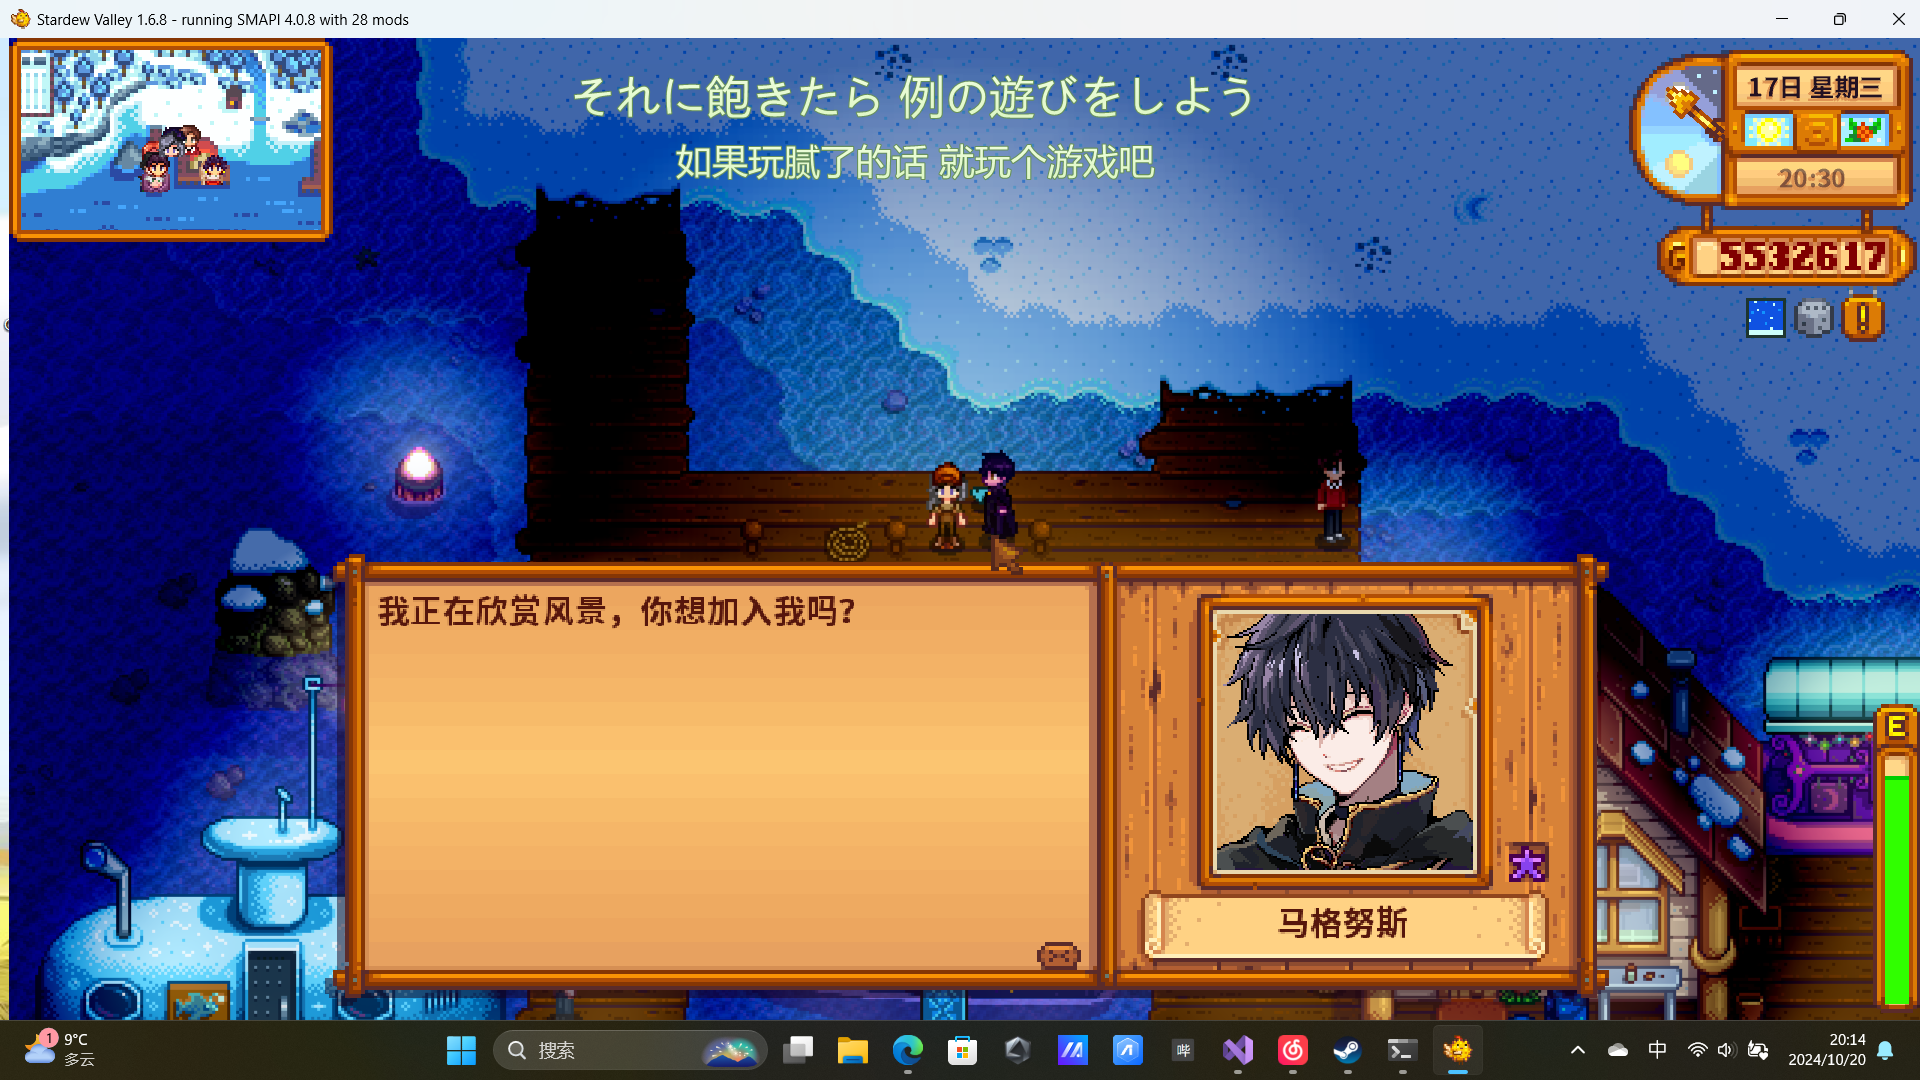 Stardew Valley 1.6.8 - running SMAPI 4.0.8 with 28 mods
それに飽きたら 例の遊びをしよう
如果玩腻了的话 就玩个游戏吧
17日 星期三
20:30
G 5532617
我正在欣赏风景，你想加入我吗？
马格努斯
E
1
9°C
多云
搜索
哔
中
20:14
2024/10/20